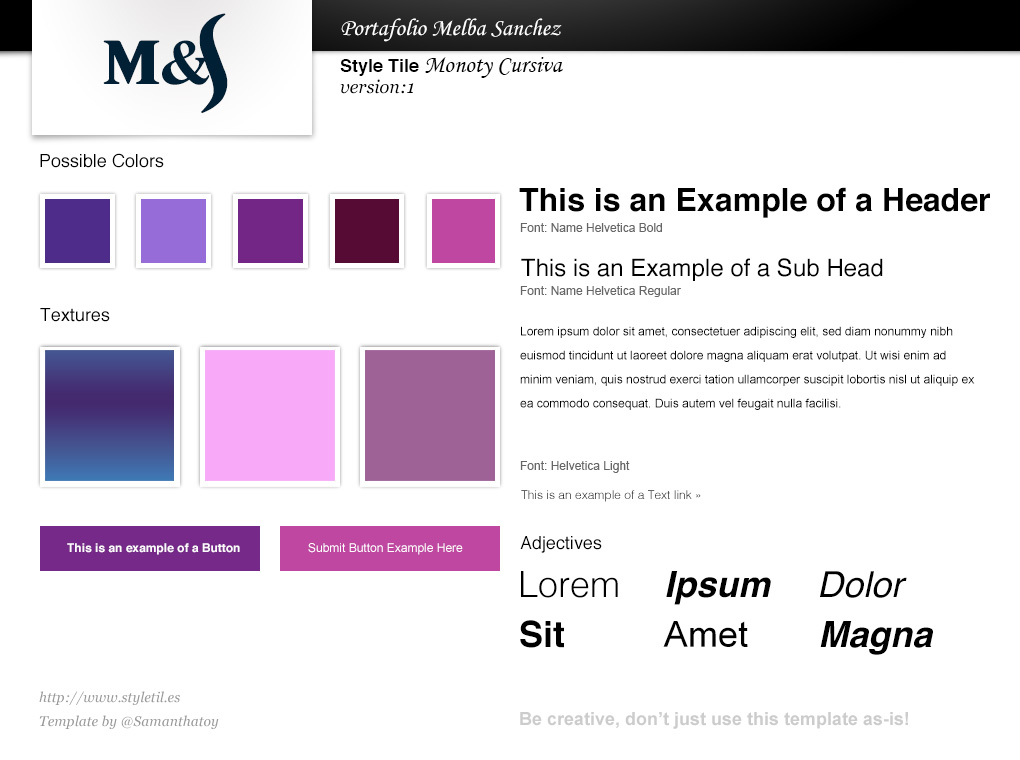 M&S
Portafolio Melba Sanchez
Style Tile Monoty Cursiva
version:1
Possible Colors
Textures
This is an example of a Button
Submit Button Example Here
http://www.styletil.es
Template by @Samanthatoy
This is an Example of a Header
Font: Name Helvetica Bold
This is an Example of a Sub Head
Font: Name Helvetica Regular
Lorem ipsum dolor sit amet, consectetuer adipiscing elit, sed diam nonummy nibh
euismod tincidunt ut laoreet dolore magna aliquam erat volutpat. Ut wisi enim ad
minim veniam, quis nostrud exerci tation ullamcorper suscipit lobortis nisl ut aliquip ex
ea commodo consequat. Duis autem vel feugait nulla facilisi.
Font: Helvetica Light
This is an example of a Text link »
Adjectives
Lorem Ipsum Dolor
Sit Amet Magna
Be creative, don’t just use this template as-is!